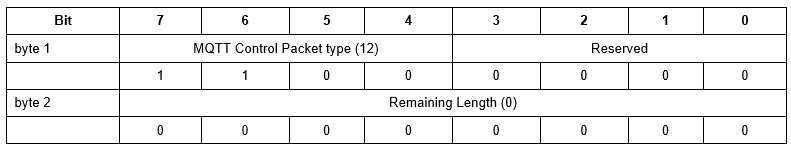 Bit 7 6 5 4 3 2 1 0
byte 1 MQTT Control Packet type (12) Reserved
1 1 0 0 0 0 0 0
byte 2 Remaining Length (0)
0 0 0 0 0 0 0 0